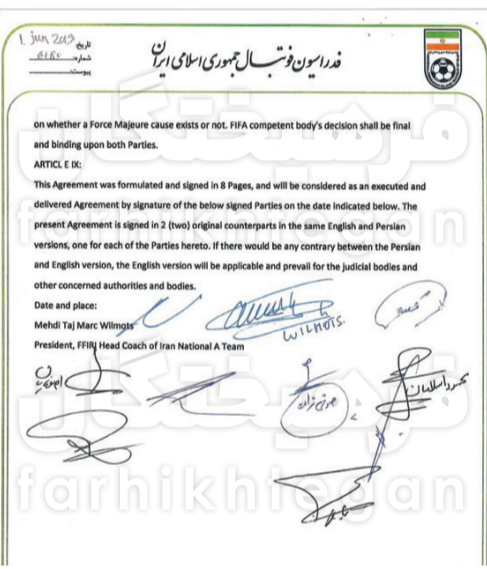 1 Jun 2019
تاریخ
شماره
پیوست
فدراسیون فوتبال جمهوری اسلامی ایران
on whether a Force Majeure cause exists or not. FIFA competent body's decision shall be final
and binding upon both Parties.
ARTICL E IX:
This Agreement was formulated and signed in 8 Pages, and will be considered as an executed and
delivered Agreement by signature of the below signed Parties on the date indicated below. The
present Agreement is signed in 2 (two) original counterparts in the same English and Persian
versions, one for each of the Parties hereto. If there would be any contrary between the Persian
and English version, the English version will be applicable and prevail for the judicial bodies and
other concerned authorities and bodies.
Date and place:
WILMOTS.
Mehdi Taj Marc Wilmots
President, FFIRI Head Coach of Iran National A Team
فرهیختگان
farhikhtegan
فرهیختگان
farhikhtegan